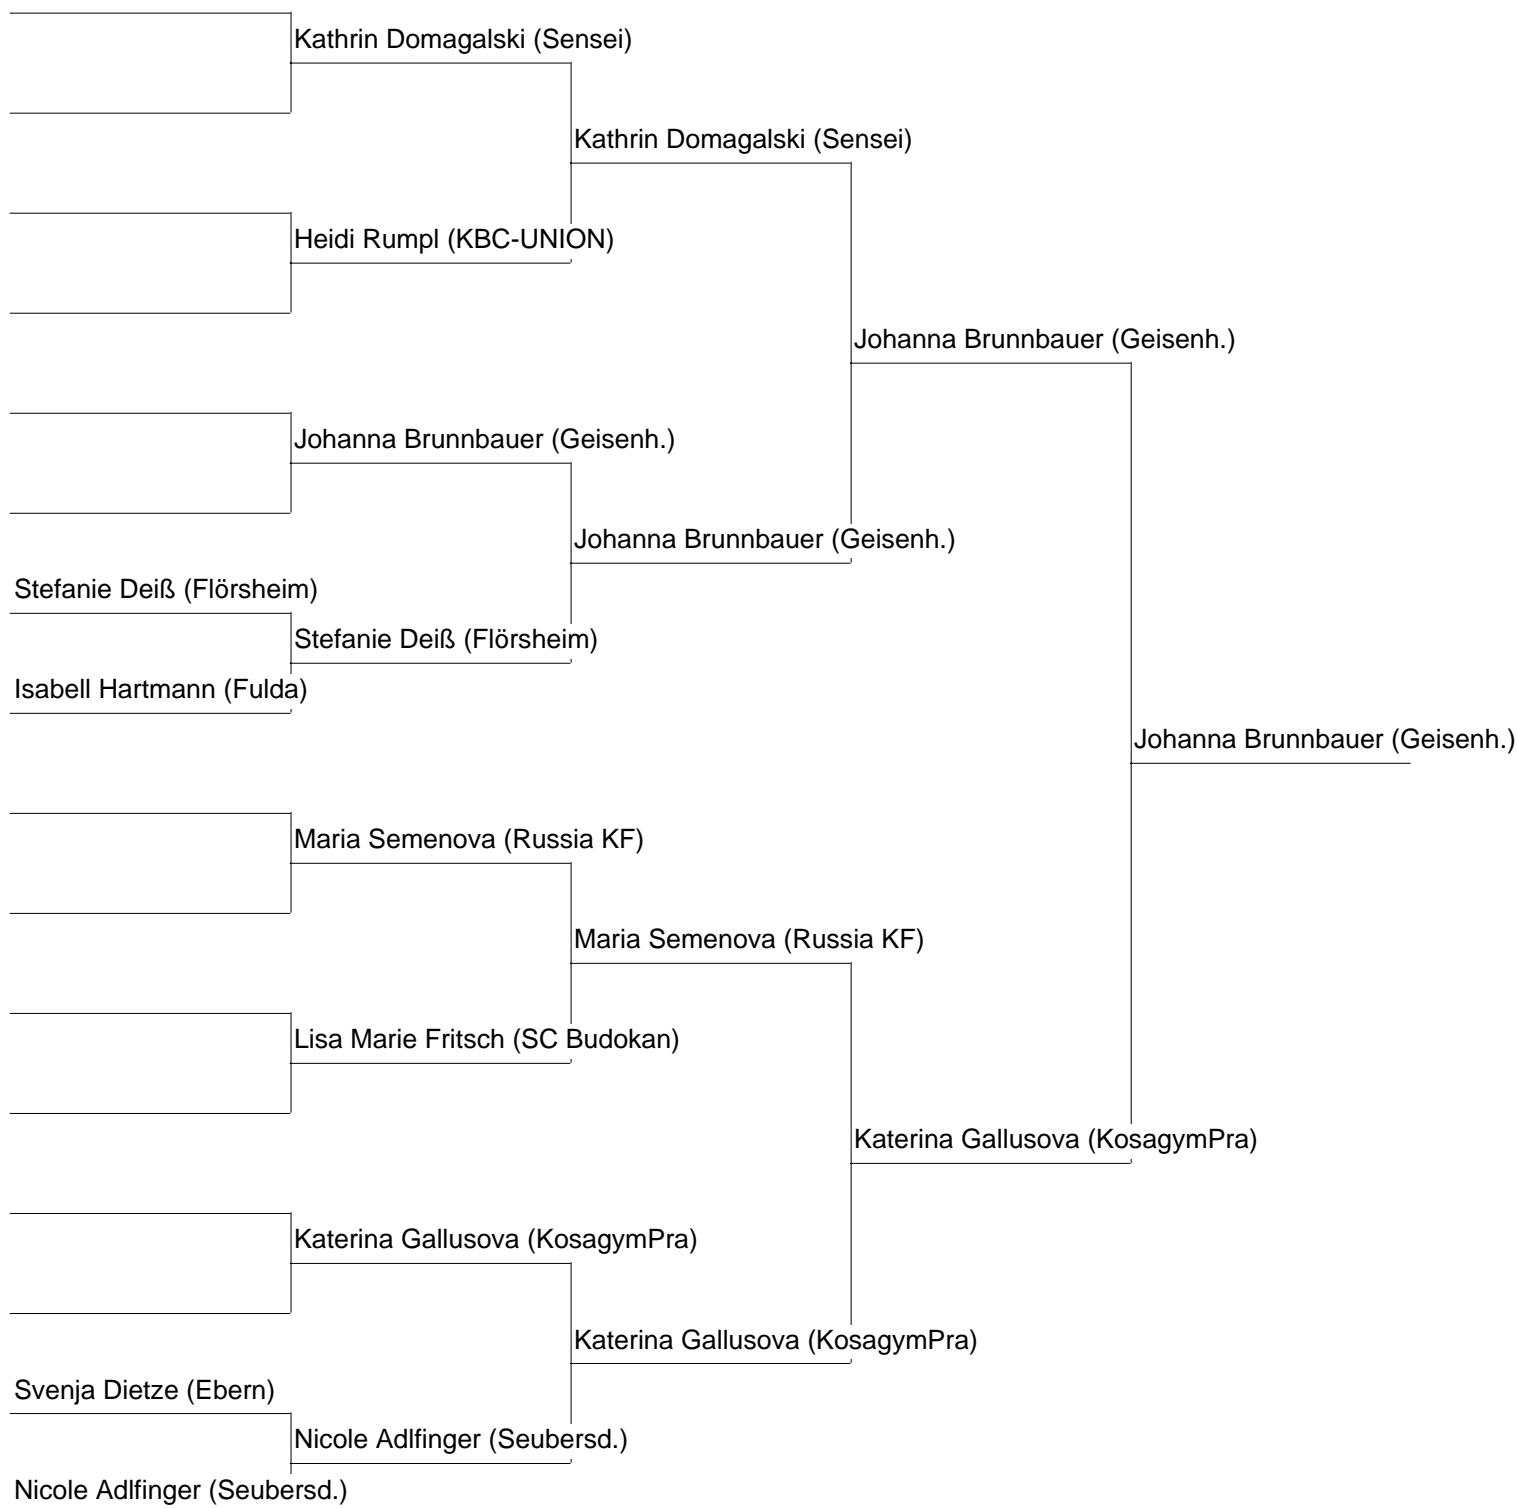 Kathrin Domagalski (Sensei)
Kathrin Domagalski (Sensei)
Heidi Rumpl (KBC-UNION)
Johanna Brunnbauer (Geisenh.)
Johanna Brunnbauer (Geisenh.)
Johanna Brunnbauer (Geisenh.)
Stefanie Deiß (Flörsheim)
Stefanie Deiß (Flörsheim)
Isabell Hartmann (Fulda)
Johanna Brunnbauer (Geisenh.)
Maria Semenova (Russia KF)
Maria Semenova (Russia KF)
Lisa Marie Fritsch (SC Budokan)
Katerina Gallusova (KosagymPra)
Katerina Gallusova (KosagymPra)
Katerina Gallusova (KosagymPra)
Svenja Dietze (Ebern)
Nicole Adlfinger (Seubersd.)
Nicole Adlfinger (Seubersd.)